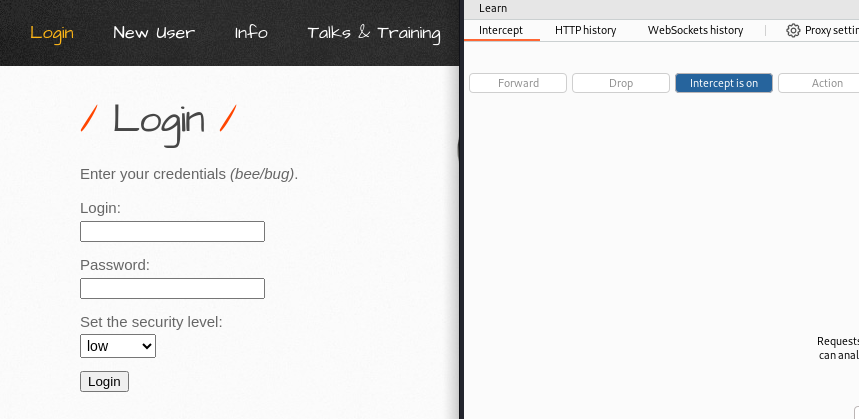 Login New User Info Talks & Training
/ Login /
Enter your credentials (bee/bug).
Login:
Password:
Set the security level:
low
Login
Learn
Intercept HTTP history WebSockets history Proxy settin
Forward Drop Intercept is on Action
Requests
can anal